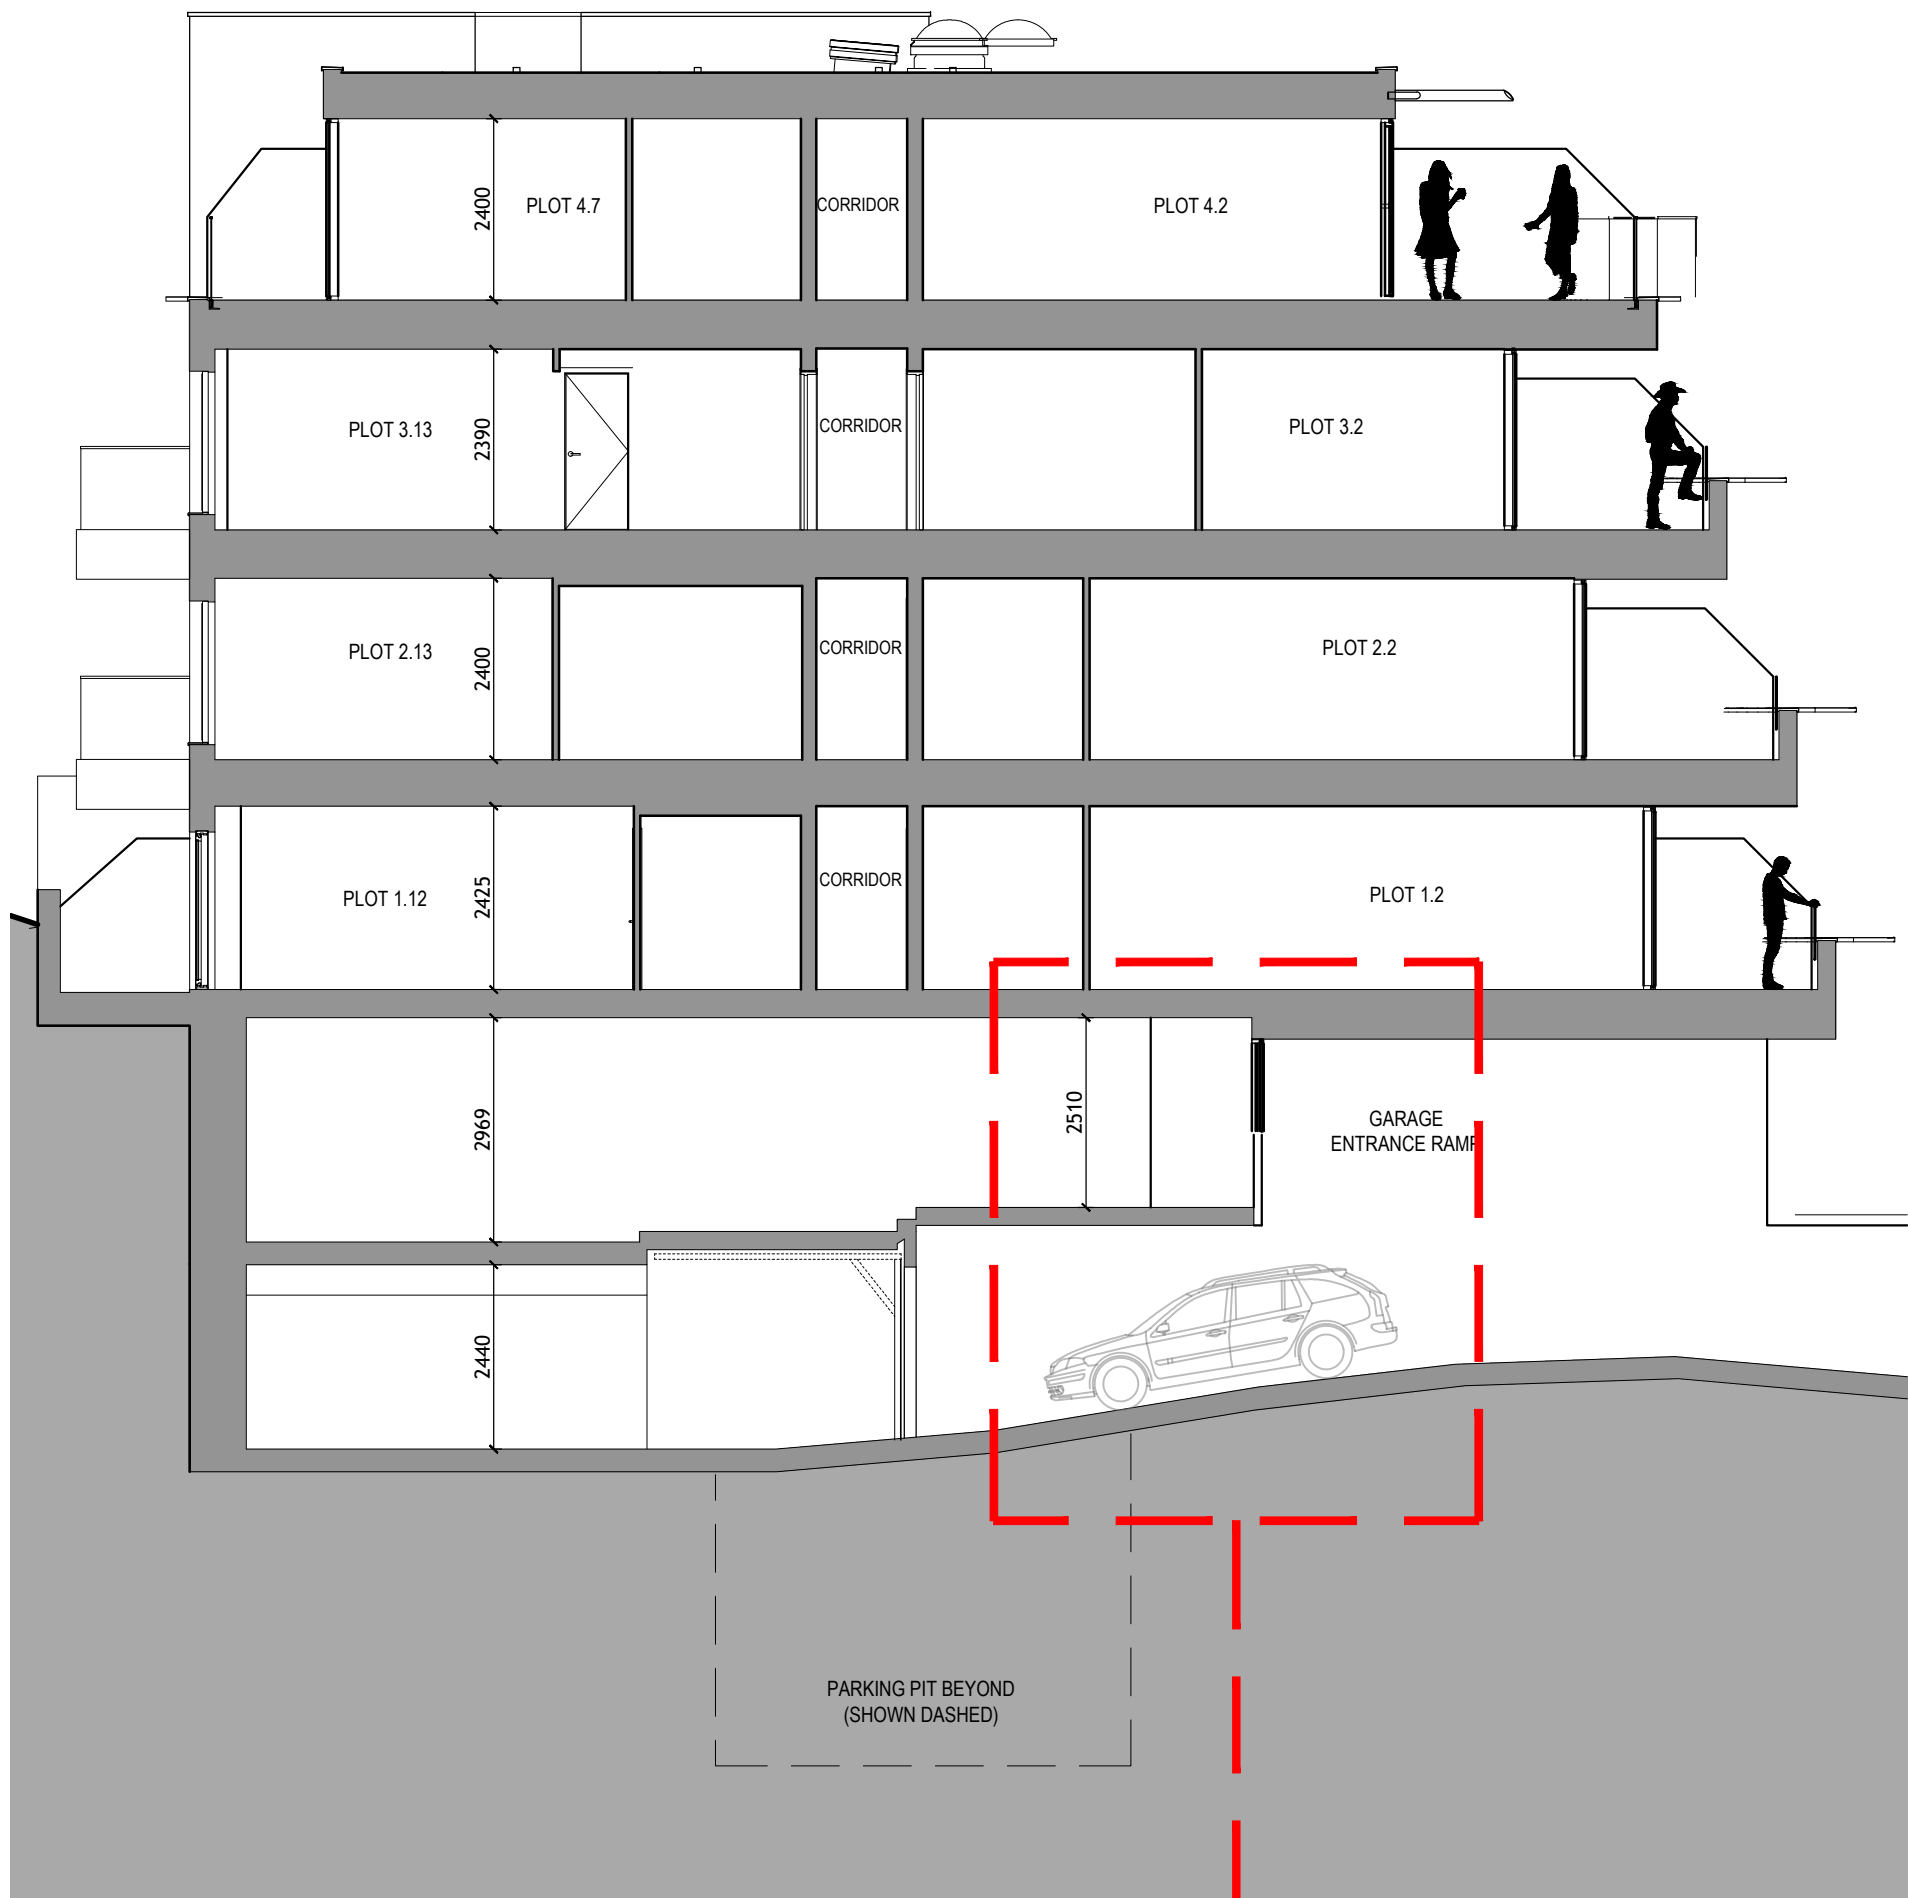 2400
PLOT 4.7
CORRIDOR
PLOT 4.2
PLOT 3.13
2390
CORRIDOR
PLOT 3.2
PLOT 2.13
2400
CORRIDOR
PLOT 2.2
PLOT 1.12
2425
CORRIDOR
PLOT 1.2
2969
2510
GARAGE
ENTRANCE RAMP
2440
PARKING PIT BEYOND
(SHOWN DASHED)